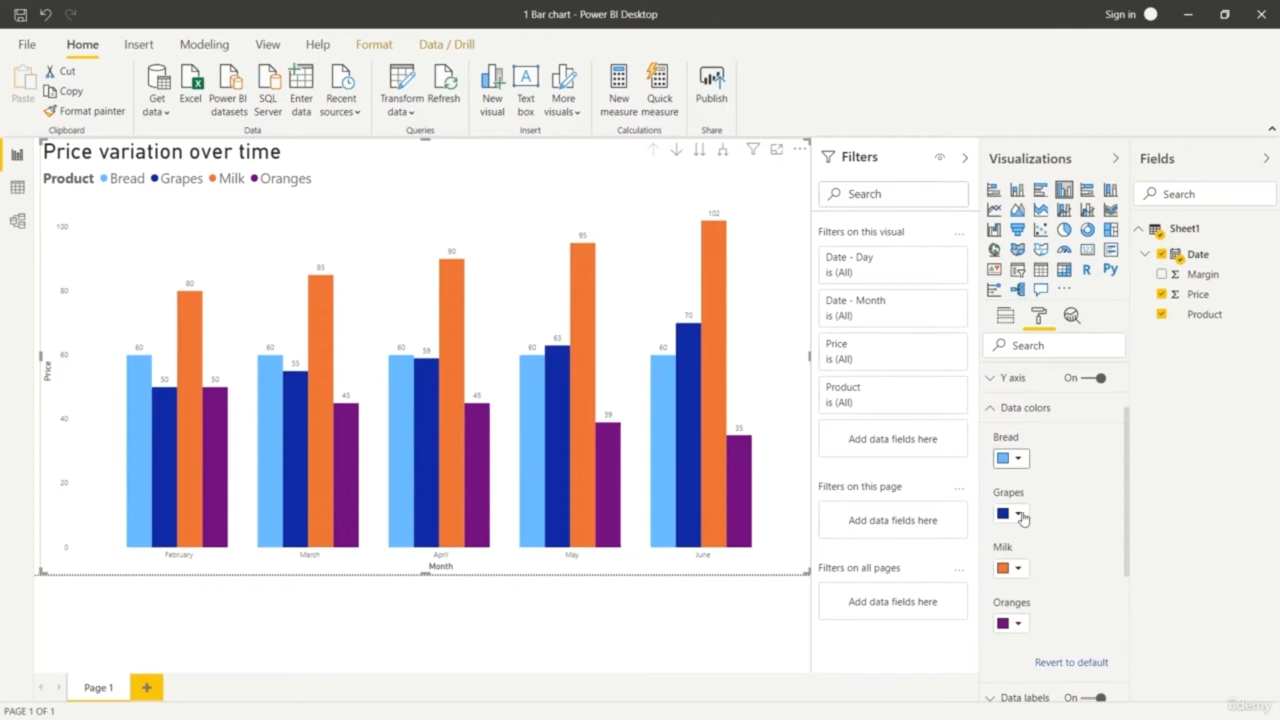 1 Bar chart - Power BI Desktop
Sign in
File Home Insert Modeling View Help Format Data / Drill
Paste
Cut
Copy
Format painter
Clipboard
Get data
Excel
Power BI datasets
SQL Server
Enter data
Recent sources
Data
Transform data
Refresh
Queries
New visual
Text box
More visuals
Insert
New measure
Quick measure
Calculations
Publish
Share
Price variation over time
Product Bread Grapes Milk Oranges
Price
100
80
60
40
20
0
60 50 80 50
60 55 85 45
60 59 90 45
60 63 95 39
60 70 102 35
February March April May June
Month
Filters
Search
Filters on this visual ...
Date - Day
is (All)
Date - Month
is (All)
Price
is (All)
Product
is (All)
Add data fields here
Filters on this page ...
Add data fields here
Filters on all pages ...
Add data fields here
Visualizations
R Py
...
Search
Y axis On
Data colors
Bread
Grapes
Milk
Oranges
Revert to default
Data labels On
Fields
Search
Sheet1
Date
Σ Margin
Σ Price
Product
Page 1
PAGE 1 OF 1
ûdemy